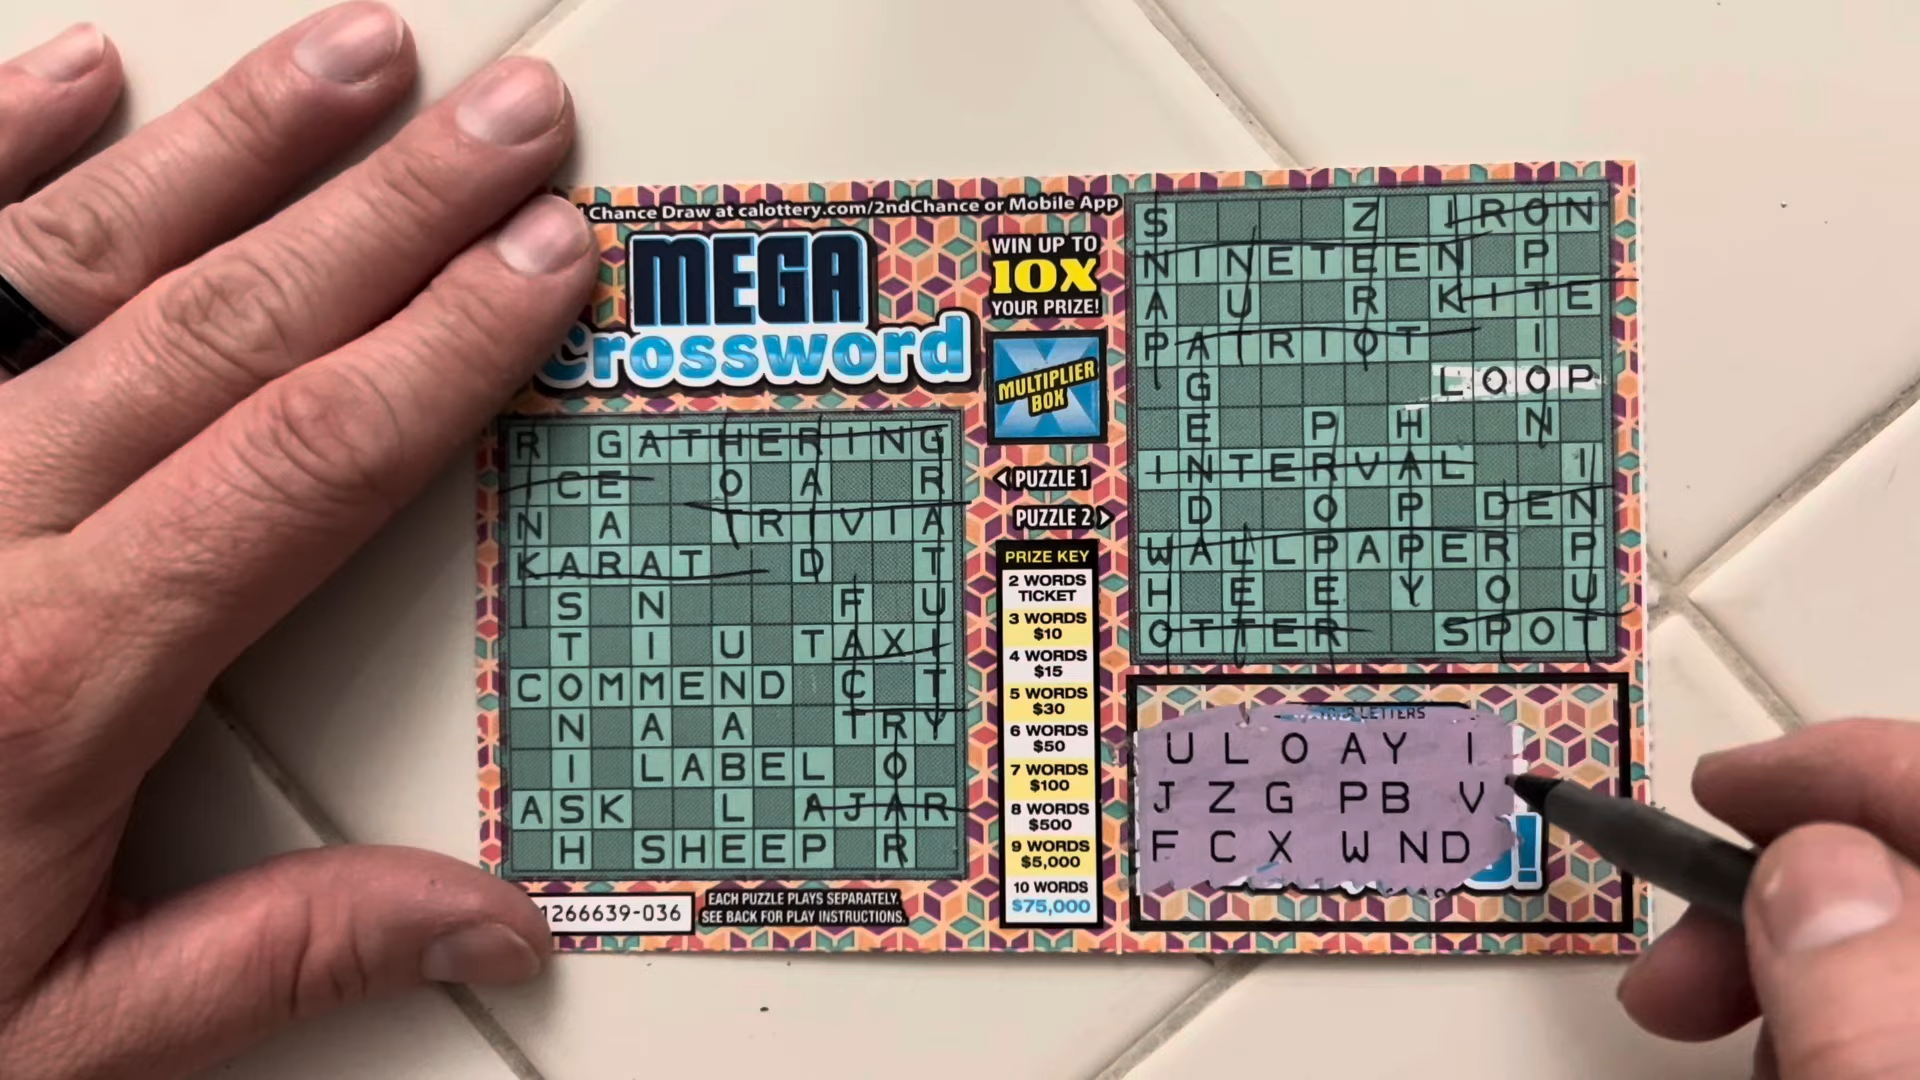 Chance Draw at calottery.com/2ndChance or Mobile App
MEGA
Crossword
WIN UP TO
10X
YOUR PRIZE!
MULTIPLIER
BOX
PUZZLE 1
PUZZLE 2
R GATHERING
ICE O A R
N A TRIVIA
KARAT D T
S N F U
T I U TAXI
COMMEND C T
N A A TRY
I LABEL O
ASK L AJAR
H SHEEP R
1266639-036
EACH PUZZLE PLAYS SEPARATELY.
SEE BACK FOR PLAY INSTRUCTIONS.
PRIZE KEY
2 WORDS
TICKET
3 WORDS
$10
4 WORDS
$15
5 WORDS
$30
6 WORDS
$50
7 WORDS
$100
8 WORDS
$500
9 WORDS
$5,000
10 WORDS
$75,000
S Z IRON
NINETEEN P
A U R KITE
PATRIOT I
G LOOP
E P H N
INTERVAL I
D O P DEN
WALLPAPER P
H E E Y O U
OTTER SPOT
LETTERS
U L O A Y I
J Z G P B V
F C X W N D